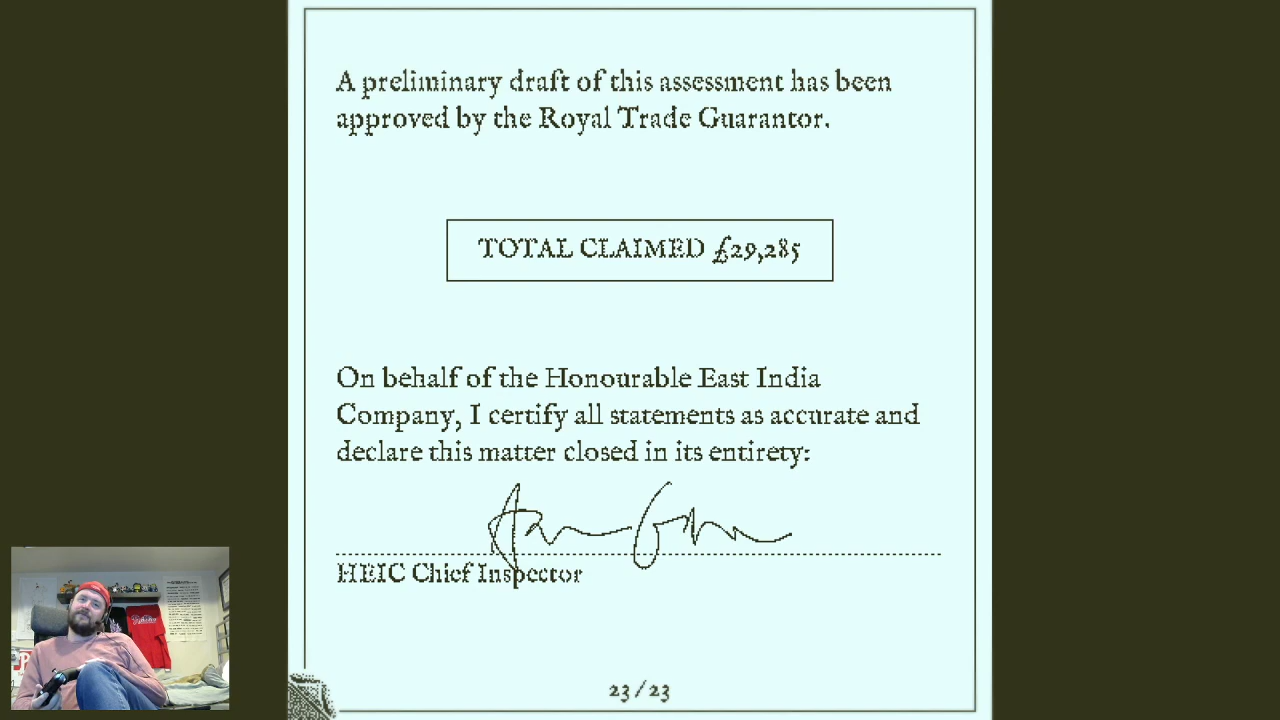 A preliminary draft of this assessment has been
approved by the Royal Trade Guarantor.
TOTAL CLAIMED £29,285
On behalf of the Honourable East India
Company, I certify all statements as accurate and
declare this matter closed in its entirety:
HEIC Chief Inspector
23/23